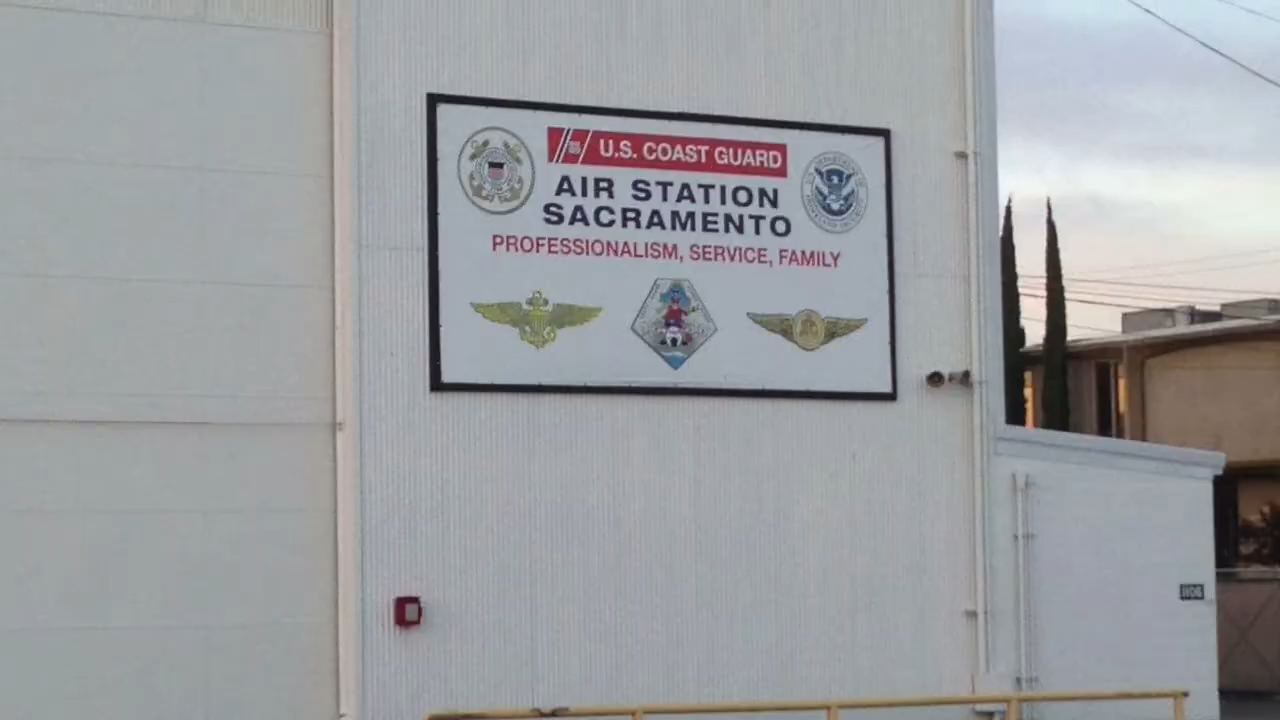 U.S. COAST GUARD
AIR STATION
SACRAMENTO
PROFESSIONALISM, SERVICE, FAMILY